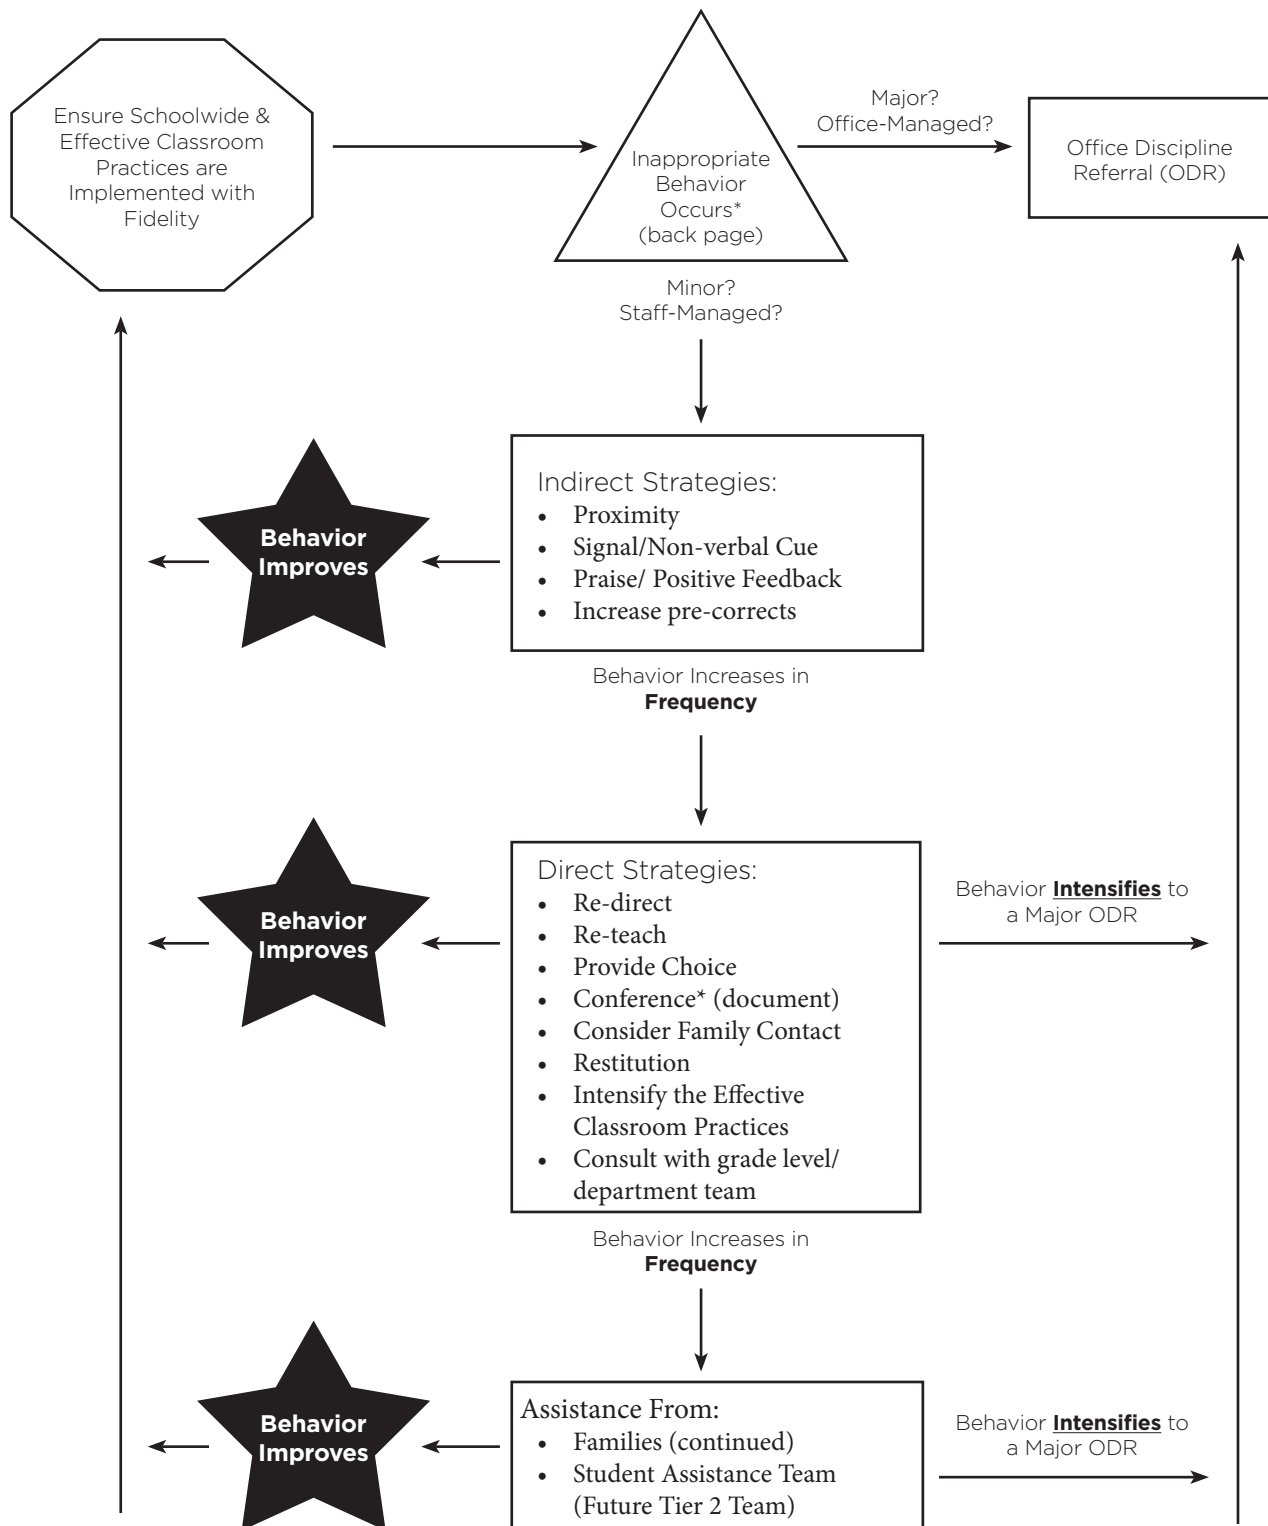 Ensure Schoolwide &
Effective Classroom
Practices are
Implemented with
Fidelity
Inappropriate
Behavior
Occurs*
(back page)
Major?
Office-Managed?
Office Discipline
Referral (ODR)
Minor?
Staff-Managed?
Indirect Strategies:
• Proximity
• Signal/Non-verbal Cue
• Praise/ Positive Feedback
• Increase pre-corrects
Behavior
Improves
Behavior Increases in
Frequency
Direct Strategies:
• Re-direct
• Re-teach
• Provide Choice
• Conference* (document)
• Consider Family Contact
• Restitution
• Intensify the Effective
Classroom Practices
• Consult with grade level/
department team
Behavior
Improves
Behavior Intensifies to
a Major ODR
Behavior Increases in
Frequency
Assistance From:
• Families (continued)
• Student Assistance Team
(Future Tier 2 Team)
Behavior
Improves
Behavior Intensifies to
a Major ODR